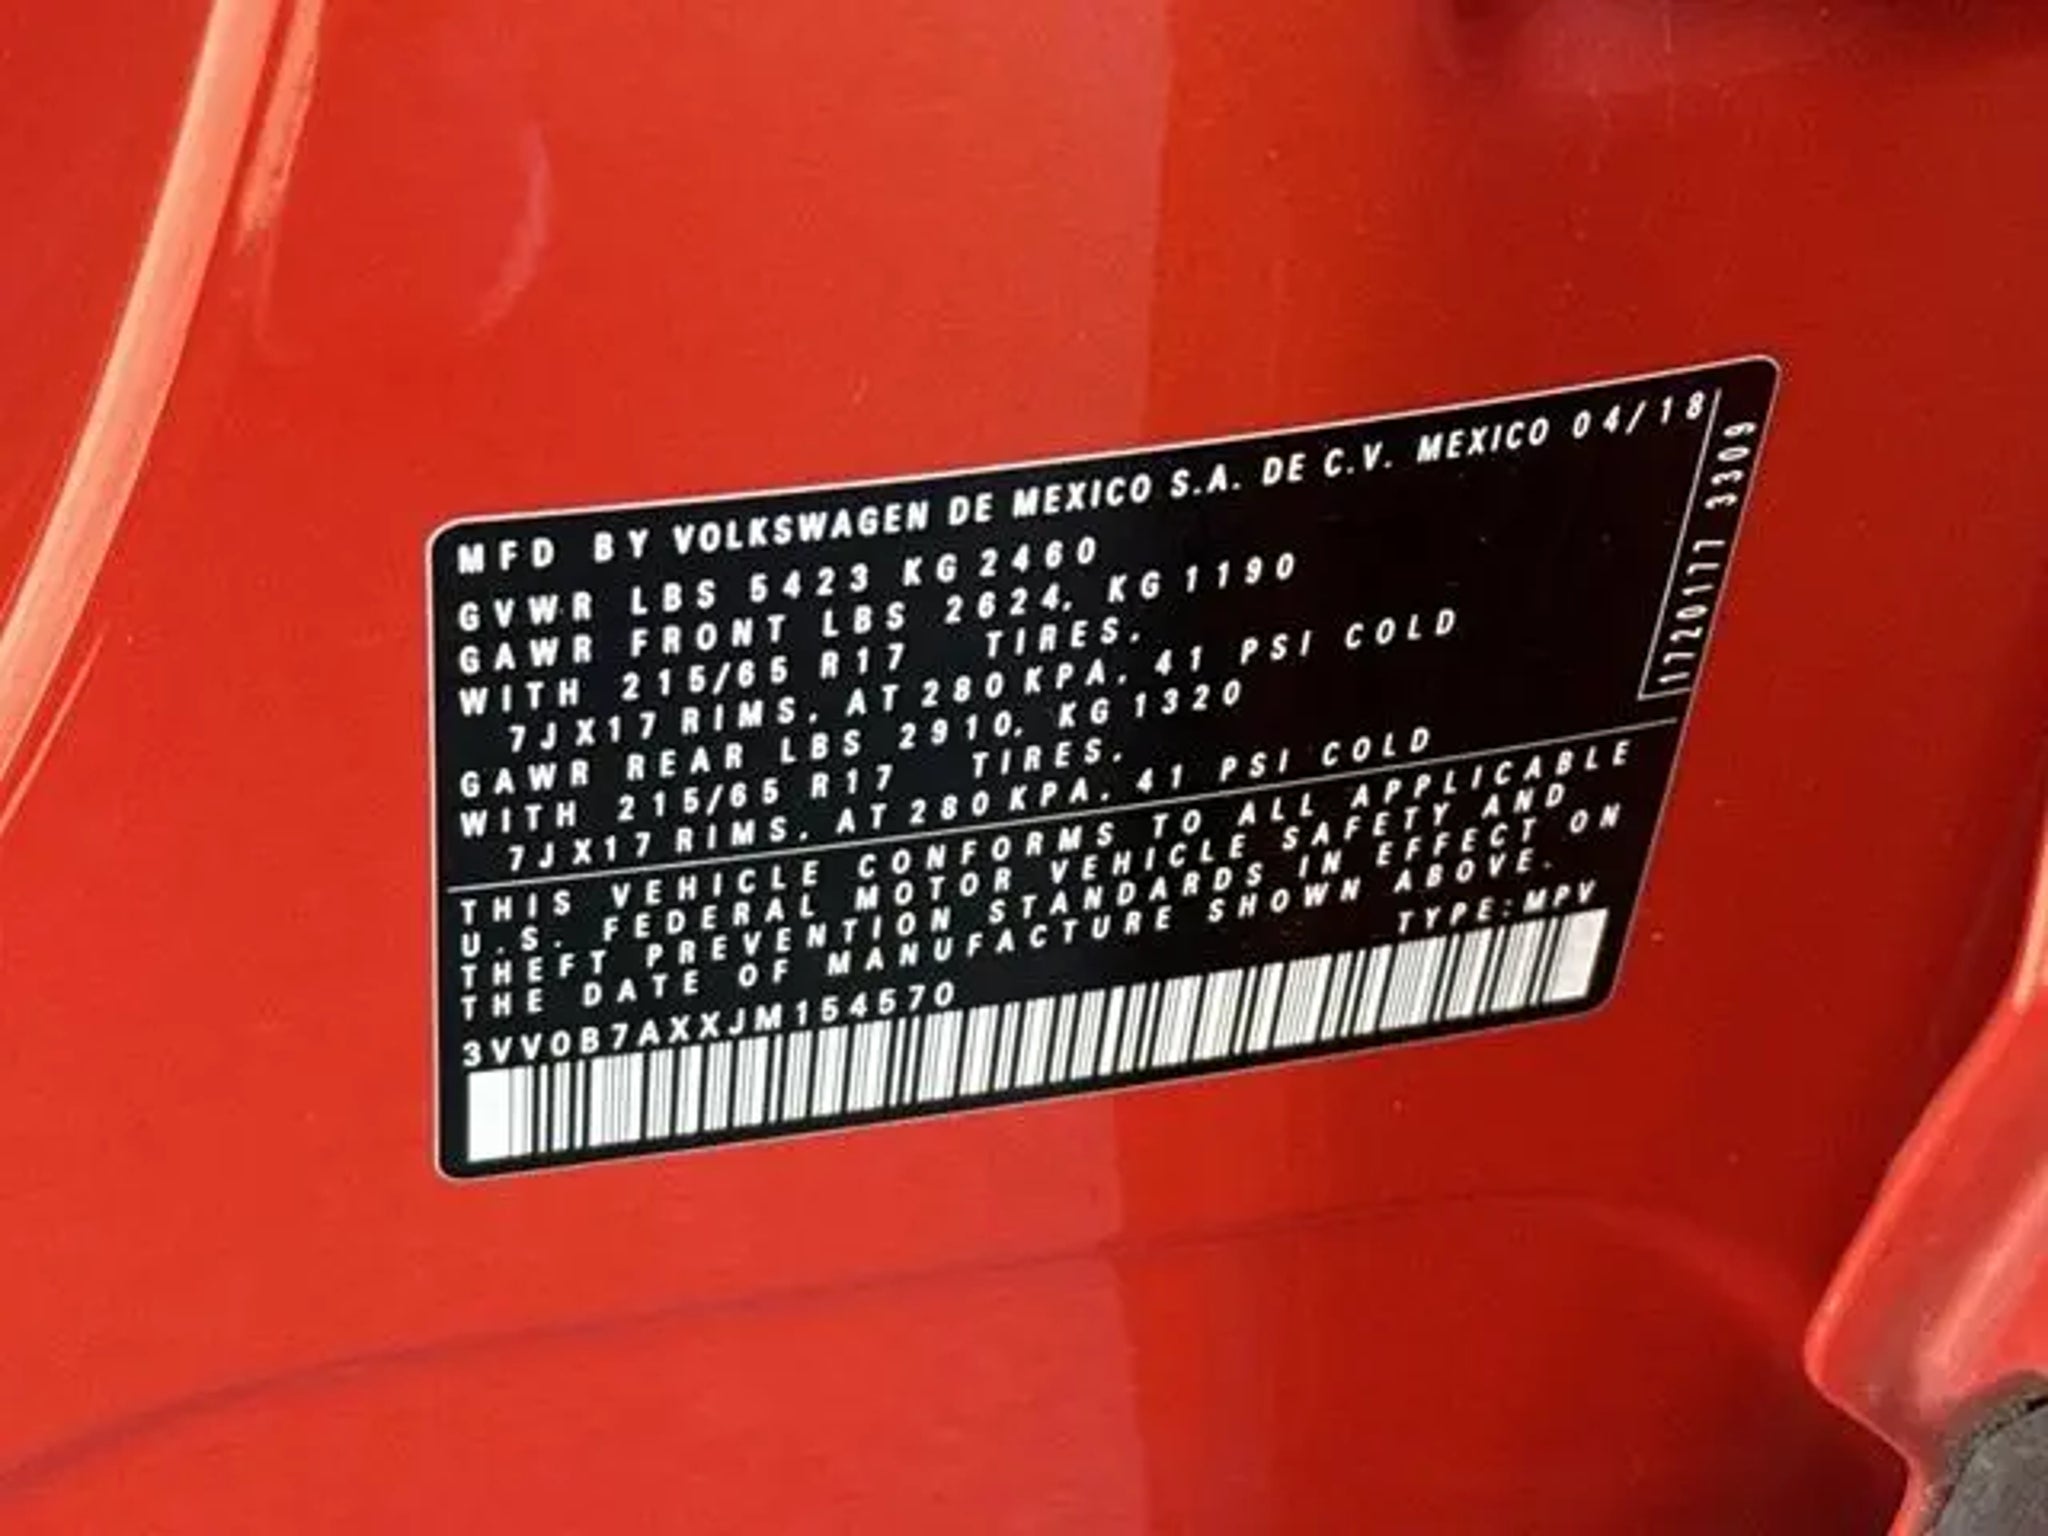 MFD BY VOLKSWAGEN DE MEXICO S.A. DE C.V. MEXICO 04/18
GVWR LBS 5423 KG 2460
GAWR FRONT LBS 2624. KG 1190
WITH 215/65 R17 TIRES.
7JX17 RIMS. AT 280 KPA. 41 PSI COLD
GAWR REAR LBS 2910. KG 1320
WITH 215/65 R17 TIRES.
7JX17 RIMS. AT 280 KPA. 41 PSI COLD
1720177 3309
THIS VEHICLE CONFORMS TO ALL APPLICABLE
U.S. FEDERAL MOTOR VEHICLE SAFETY AND
THEFT PREVENTION STANDARDS IN EFFECT ON
THE DATE OF MANUFACTURE SHOWN ABOVE.
TYPE:MPV
3VV0B7AXXJM154570